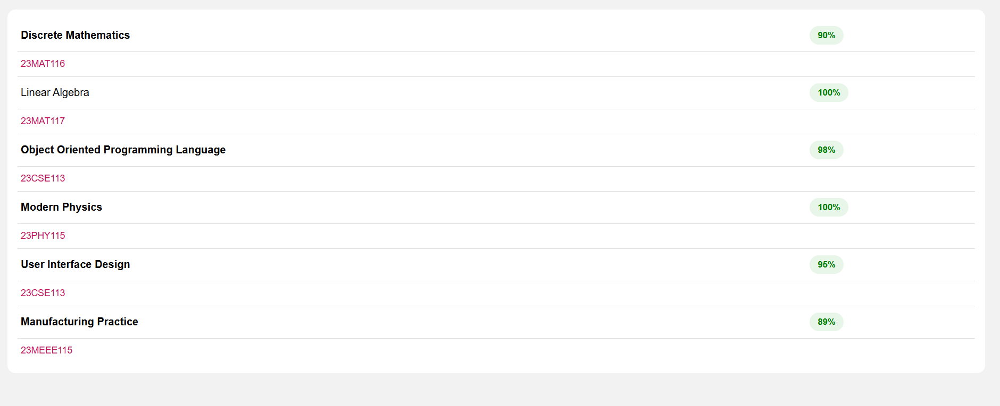 Discrete Mathematics 90%
23MAT116
Linear Algebra 100%
23MAT117
Object Oriented Programming Language 98%
23CSE113
Modern Physics 100%
23PHY115
User Interface Design 95%
23CSE113
Manufacturing Practice 89%
23MEEE115